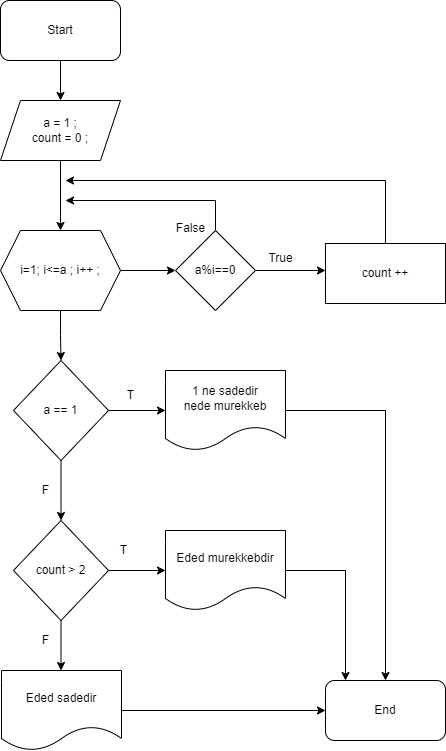 Start
a = 1 ;
count = 0 ;
False
i=1; i<=a ; i++ ;
a%i==0
True
count ++
a == 1
T
1 ne sadedir
nede murekkeb
F
count > 2
T
Eded murekkebdir
F
Eded sadedir
End